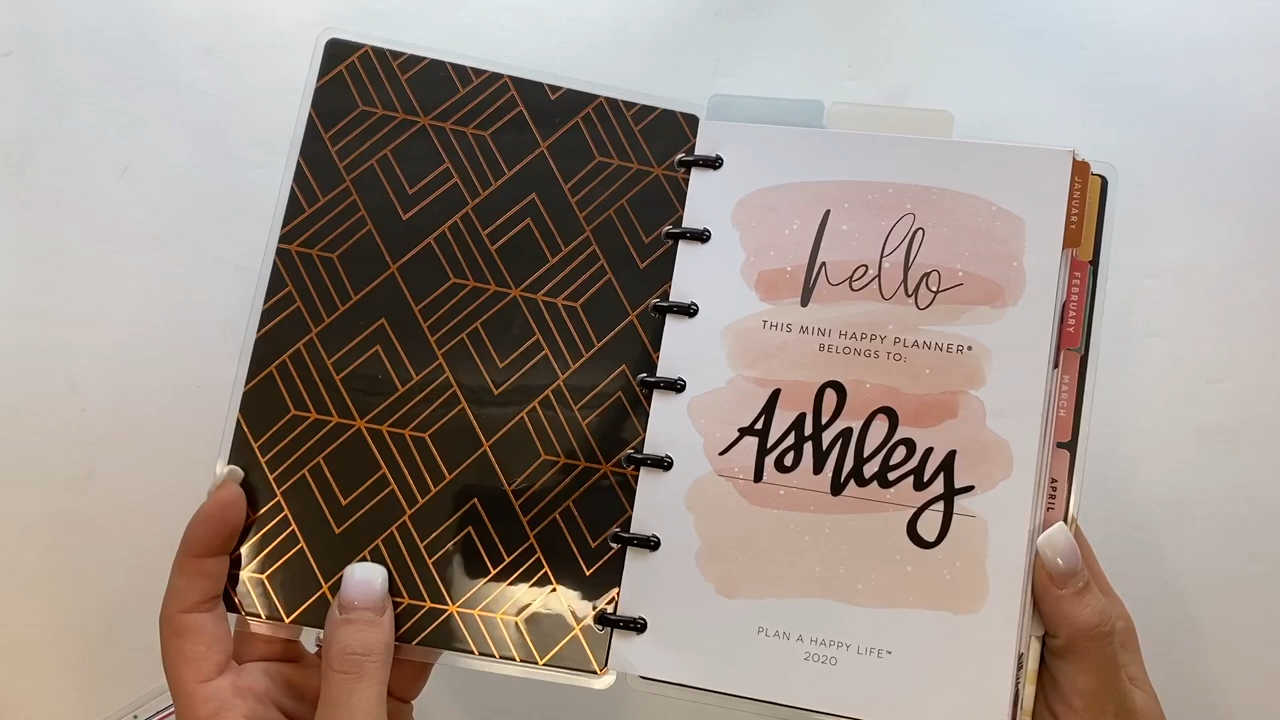 hello
THIS MINI HAPPY PLANNER®
BELONGS TO:
Ashley
PLAN A HAPPY LIFE™
2020
JANUARY
FEBRUARY
MARCH
APRIL